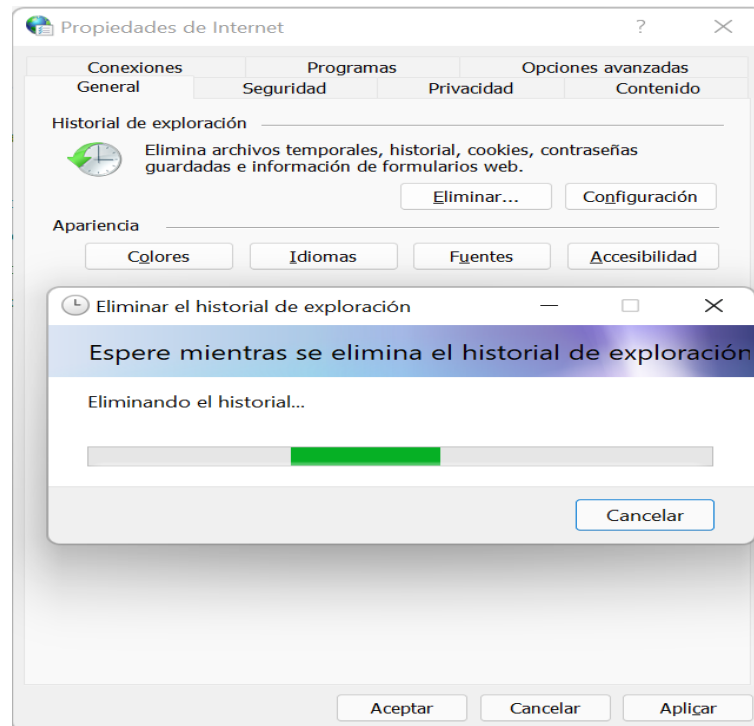 Propiedades de Internet
Conexiones Programas Opciones avanzadas
General Seguridad Privacidad Contenido
Historial de exploración
Elimina archivos temporales, historial, cookies, contraseñas
guardadas e información de formularios web.
Eliminar... Configuración
Apariencia
Colores Idiomas Fuentes Accesibilidad
Eliminar el historial de exploración
Espere mientras se elimina el historial de exploración
Eliminando el historial...
Cancelar
Aceptar Cancelar Aplicar